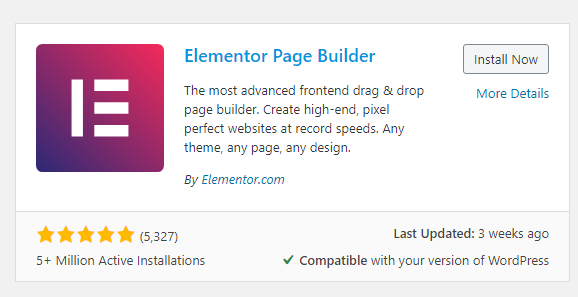 Elementor Page Builder
Install Now
The most advanced frontend drag & drop
More Details
page builder. Create high-end, pixel
perfect websites at record speeds. Any
theme, any page, any design.
By Elementor.com
(5,327)
Last Updated: 3 weeks ago
5+ Million Active Installations
Compatible with your version of WordPress